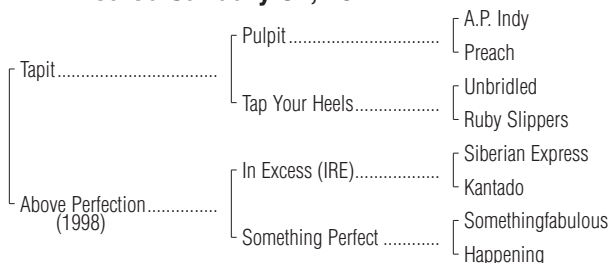 Pulpit
A.P. Indy
Preach
Tapit
Tap Your Heels
Unbridled
Ruby Slippers
Above Perfection
(1998)
In Excess (IRE)
Siberian Express
Kantado
Something Perfect
Somethingfabulous
Happening